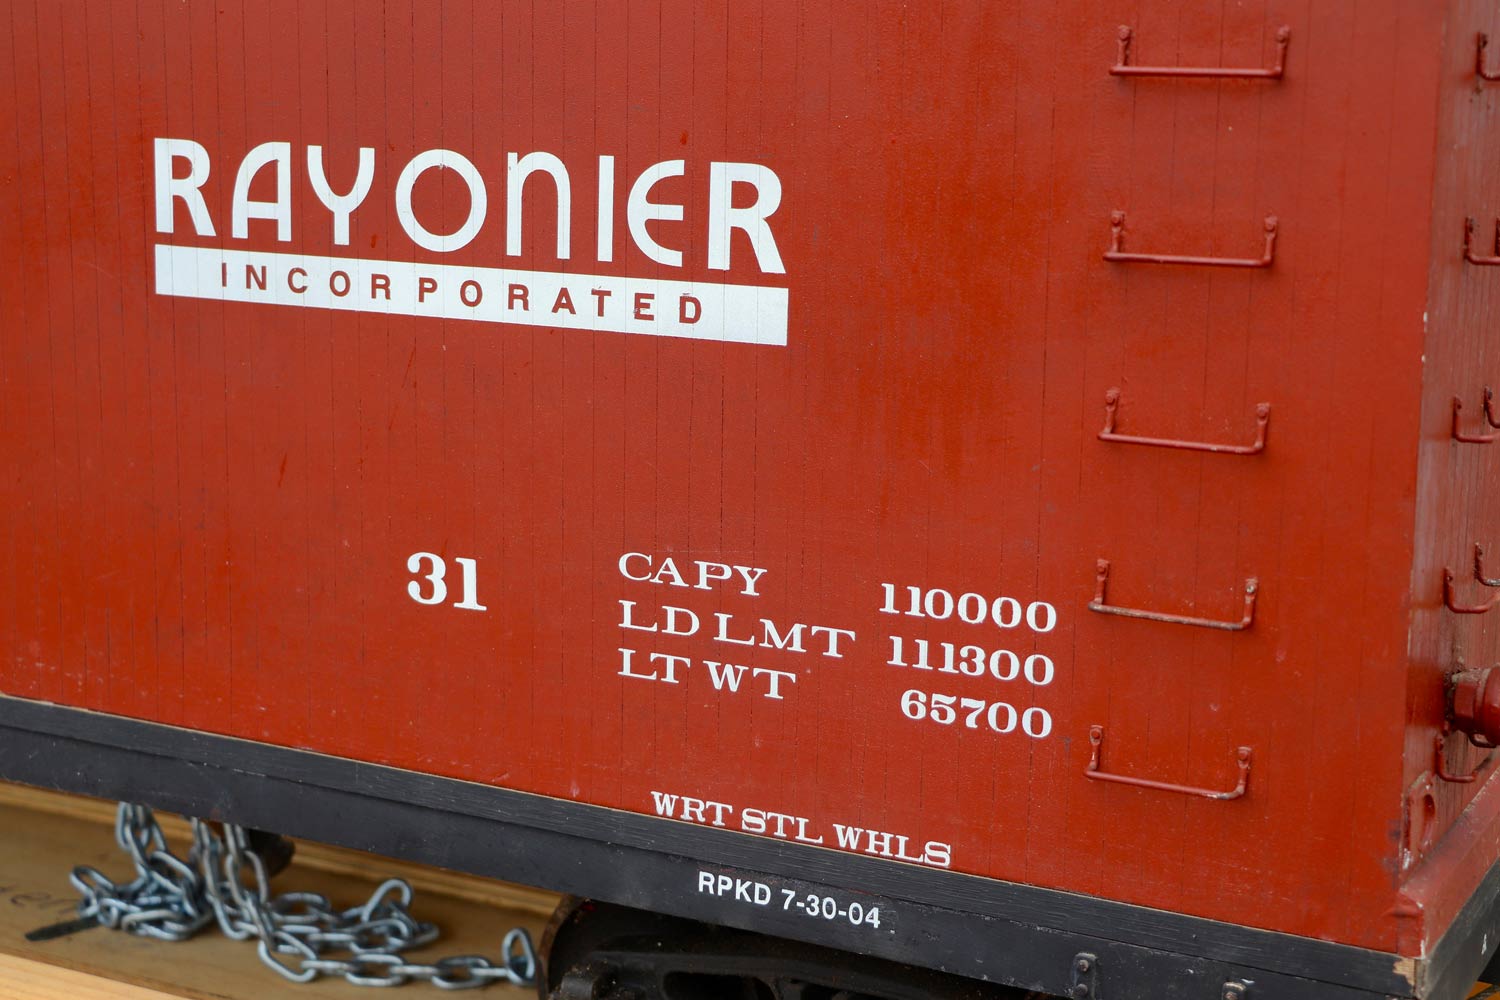 RAYONIER
INCORPORATED
31
CAPY 110000
LD LMT 111300
LT WT 65700
WRT STL WHLS
RPKD 7-30-04